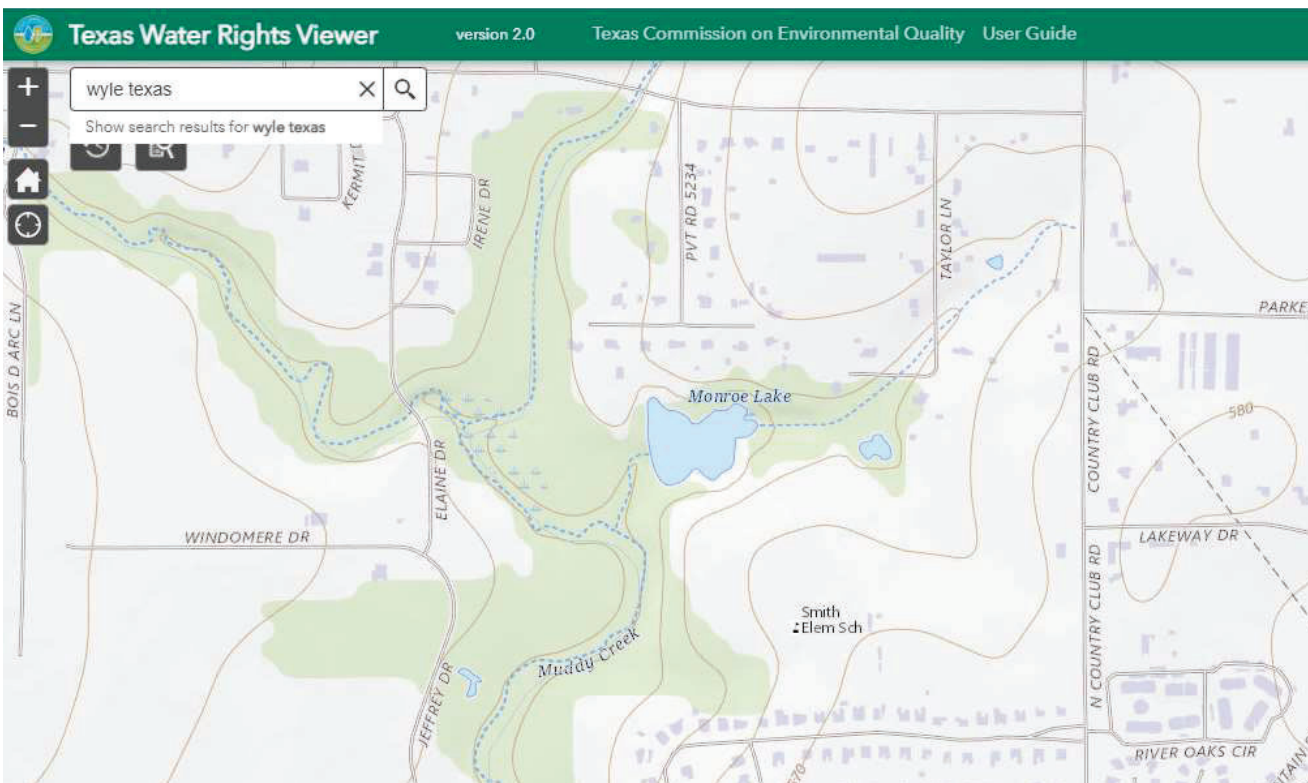 Texas Water Rights Viewer version 2.0 Texas Commission on Environmental Quality User Guide
wyle texas
Show search results for wyle texas
KERMIT D
IRENE DR
PVT RD 5234
TAYLOR LN
BOIS D ARC LN
PARKE
COUNTRY CLUB RD
Monroe Lake
580
ELAINE DR
WINDOMERE DR
LAKEWAY DR
N COUNTRY CLUB RD
Smith
Elem Sch
Muddy Creek
JEFFREY DR
RIVER OAKS CIR
570